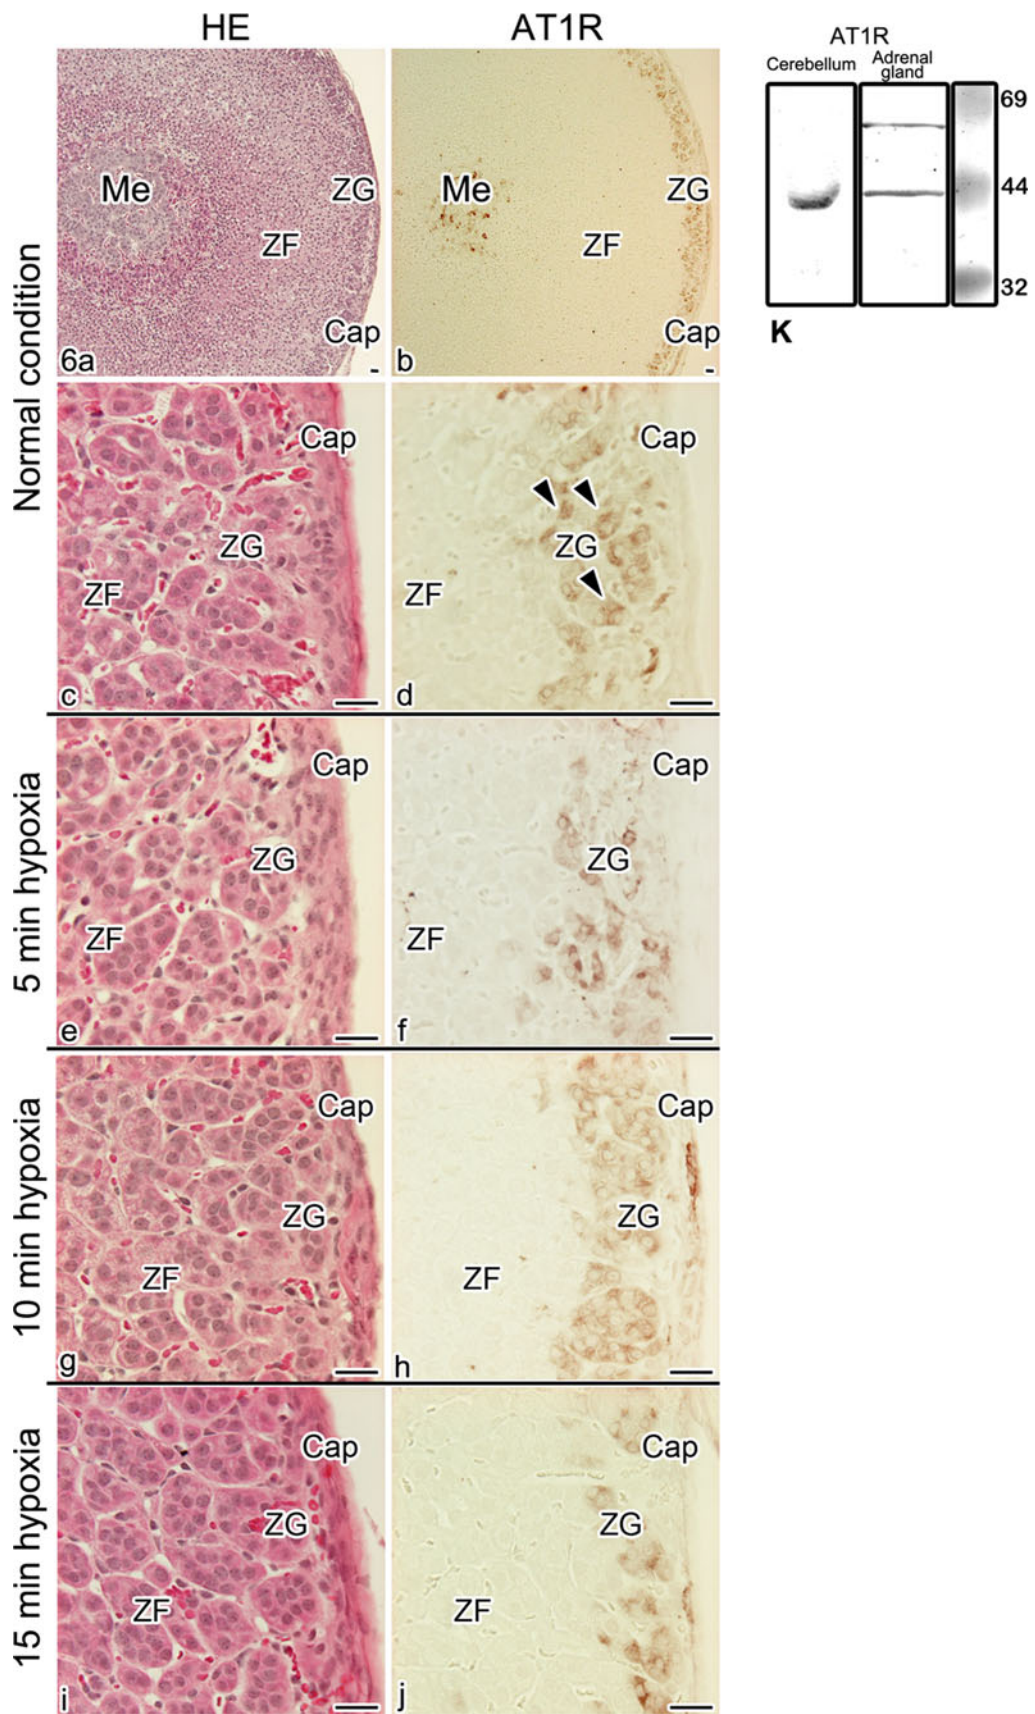 HE
AT1R
Normal condition
Me
ZG
ZF
Cap
6a
Me
ZG
ZF
Cap
b
Cap
ZG
ZF
c
Cap
ZG
ZF
d
5 min hypoxia
Cap
ZG
ZF
e
Cap
ZG
ZF
f
10 min hypoxia
Cap
ZG
ZF
g
Cap
ZG
ZF
h
15 min hypoxia
Cap
ZG
ZF
i
Cap
ZG
ZF
j
AT1R
Cerebellum
Adrenal
gland
69
44
32
K